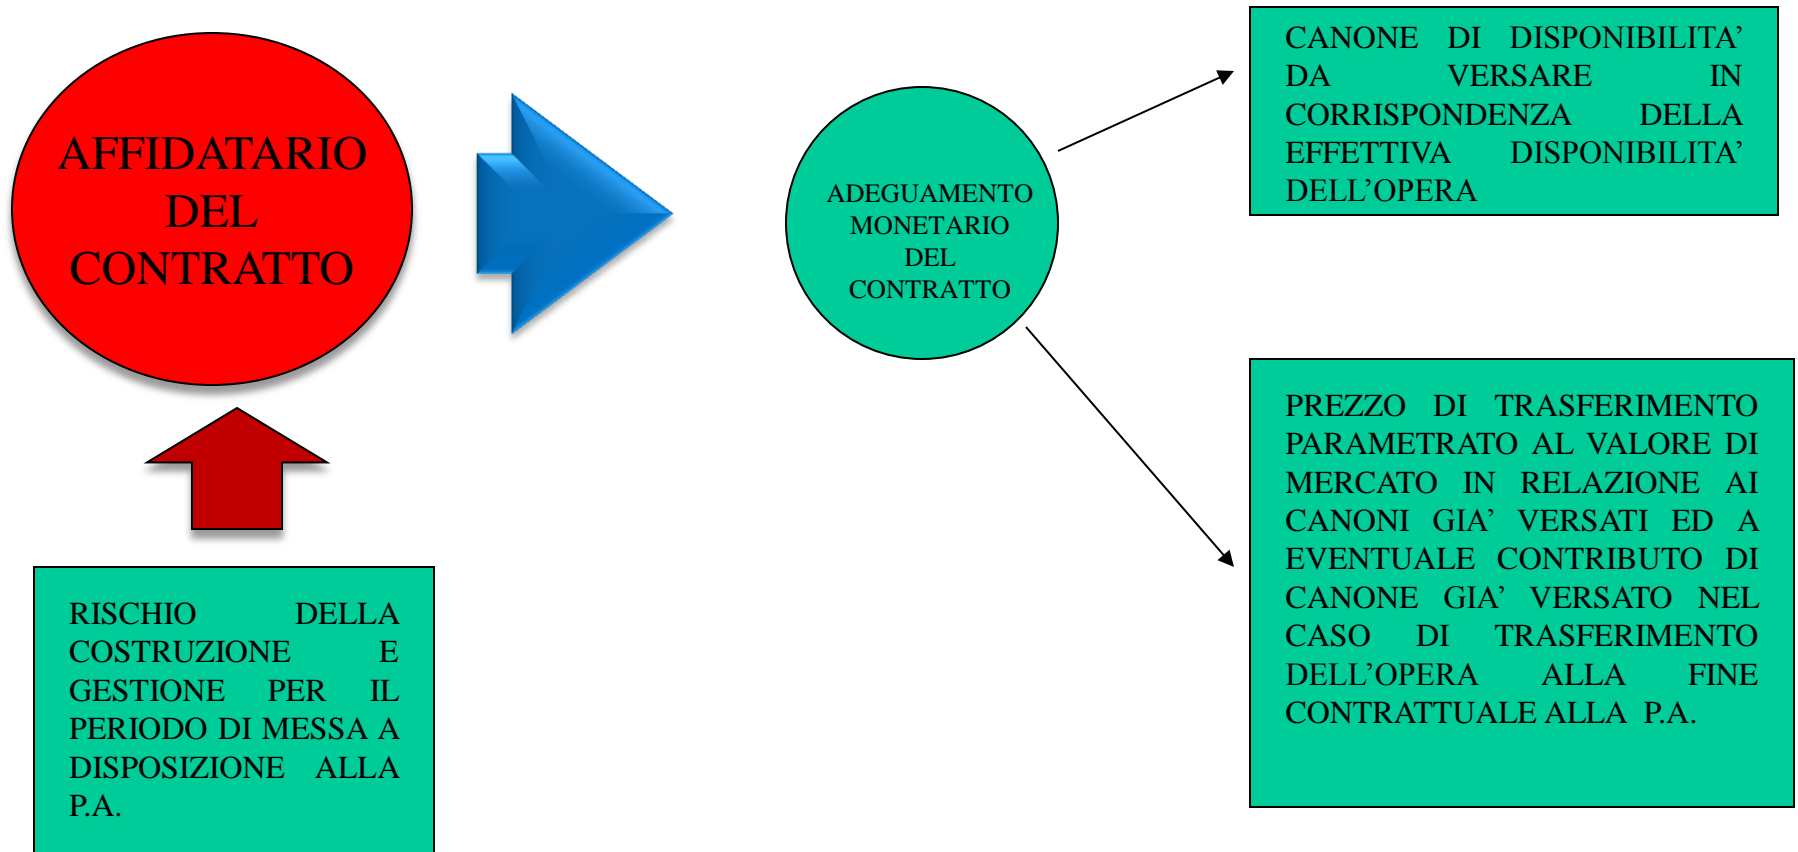 AFFIDATARIO
DEL
CONTRATTO
RISCHIO DELLA
COSTRUZIONE E
GESTIONE PER IL
PERIODO DI MESSA A
DISPOSIZIONE ALLA
P.A.
ADEGUAMENTO
MONETARIO
DEL
CONTRATTO
CANONE DI DISPONIBILITA’
DA VERSARE IN
CORRISPONDENZA DELLA
EFFETTIVA DISPONIBILITA’
DELL’OPERA
PREZZO DI TRASFERIMENTO
PARAMETRATO AL VALORE DI
MERCATO IN RELAZIONE AI
CANONI GIA’ VERSATI ED A
EVENTUALE CONTRIBUTO DI
CANONE GIA’ VERSATO NEL
CASO DI TRASFERIMENTO
DELL’OPERA ALLA FINE
CONTRATTUALE ALLA P.A.